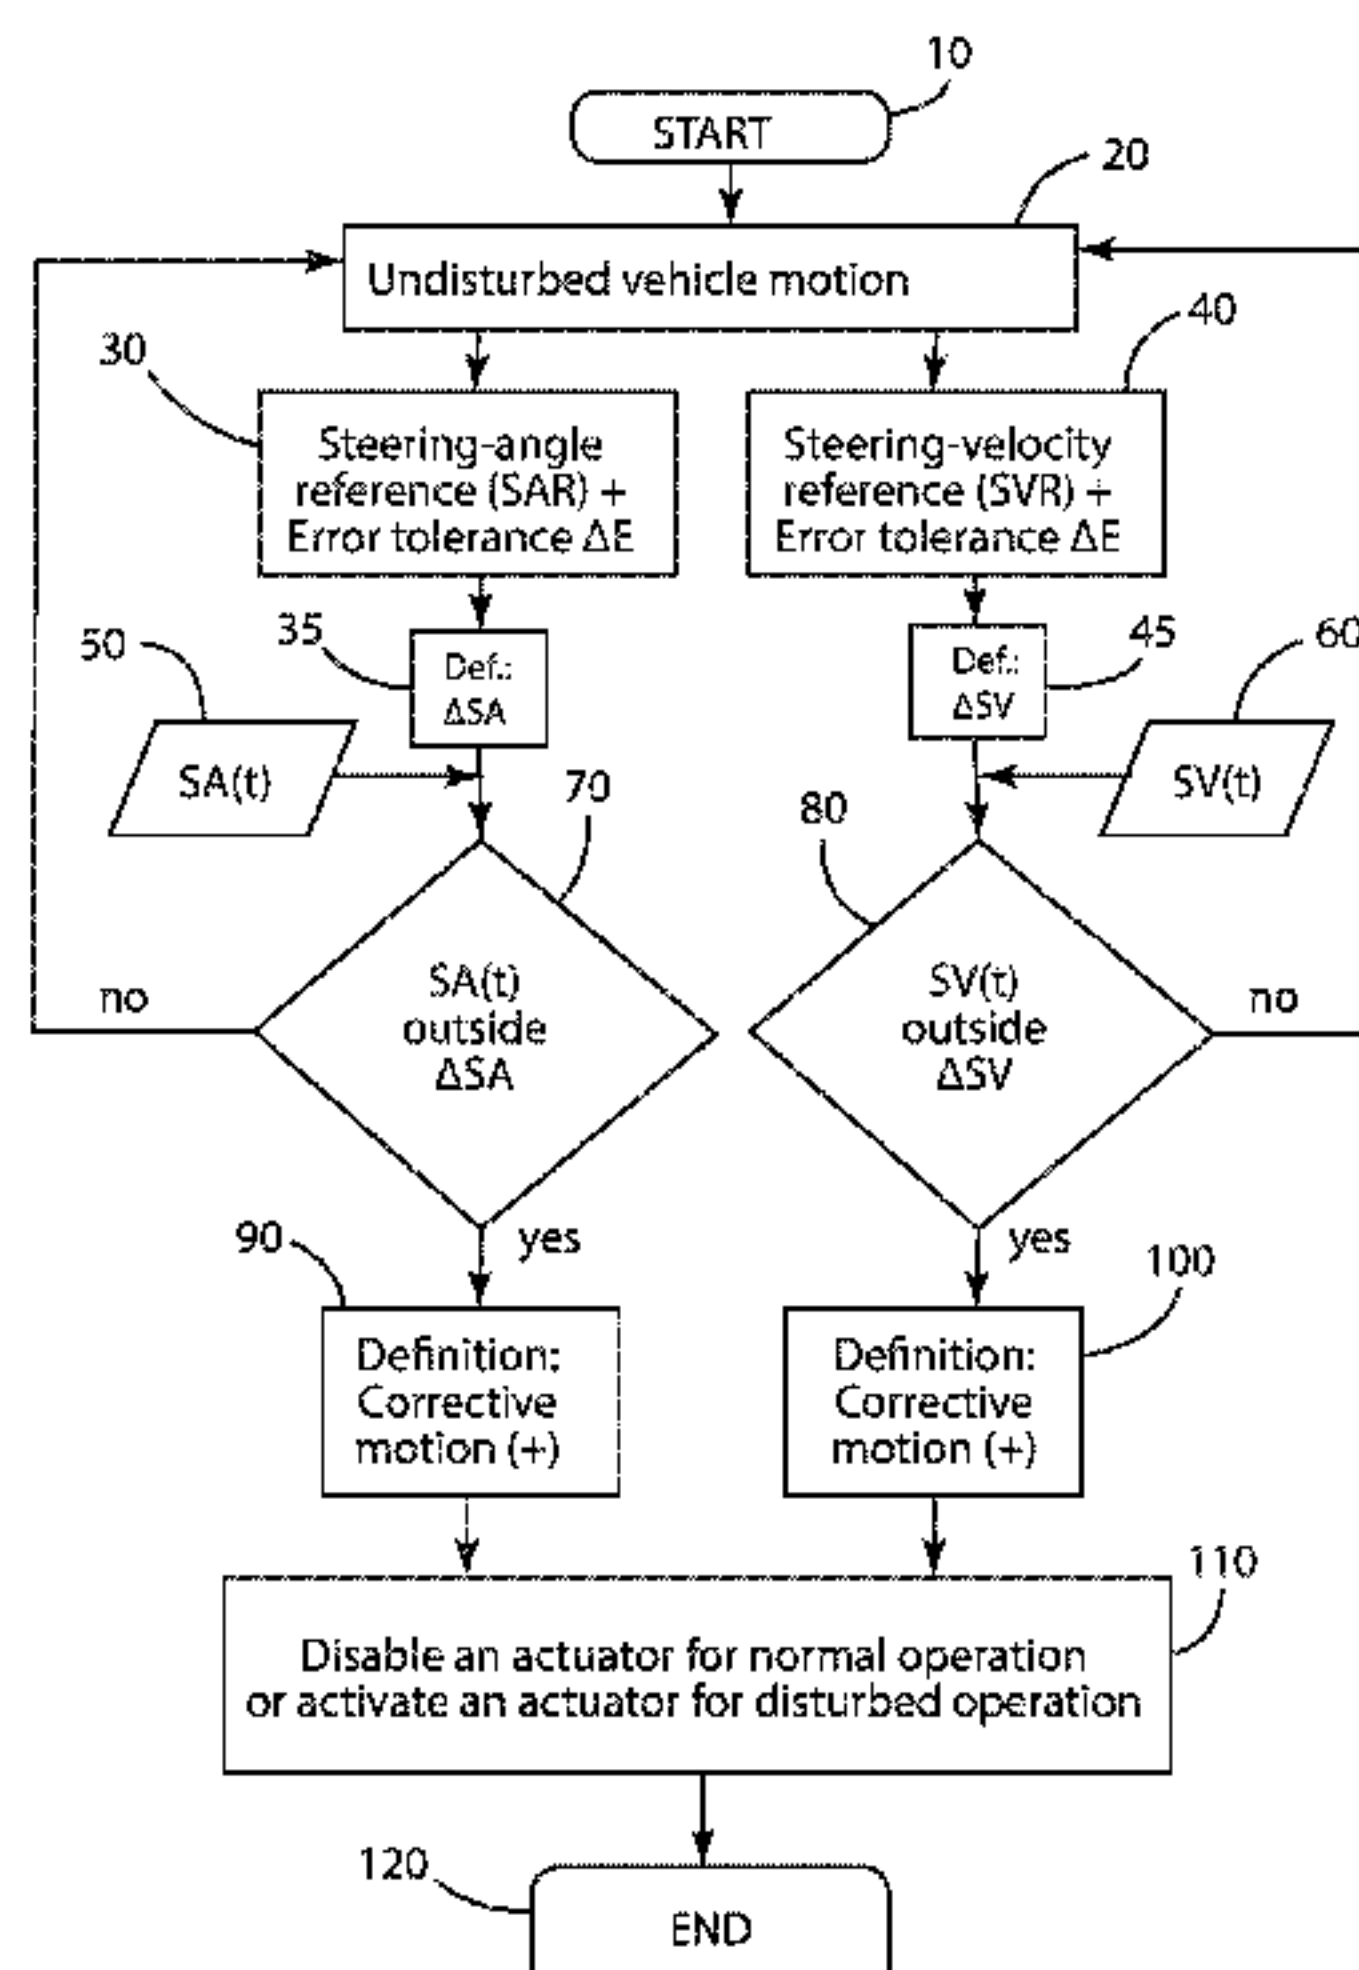 10
START
20
Undisturbed vehicle motion
30
40
Steering-angle
reference (SAR) +
Error tolerance ΔE
Steering-velocity
reference (SVR) +
Error tolerance ΔE
50
35
Def.:
ΔSA
Def.:
ΔSV
45
60
SA(t)
70
80
SV(t)
no
SA(t)
outside
ΔSA
SV(t)
outside
ΔSV
no
90
yes
yes
100
Definition:
Corrective
motion (+)
Definition:
Corrective
motion (+)
110
Disable an actuator for normal operation
or activate an actuator for disturbed operation
120
END